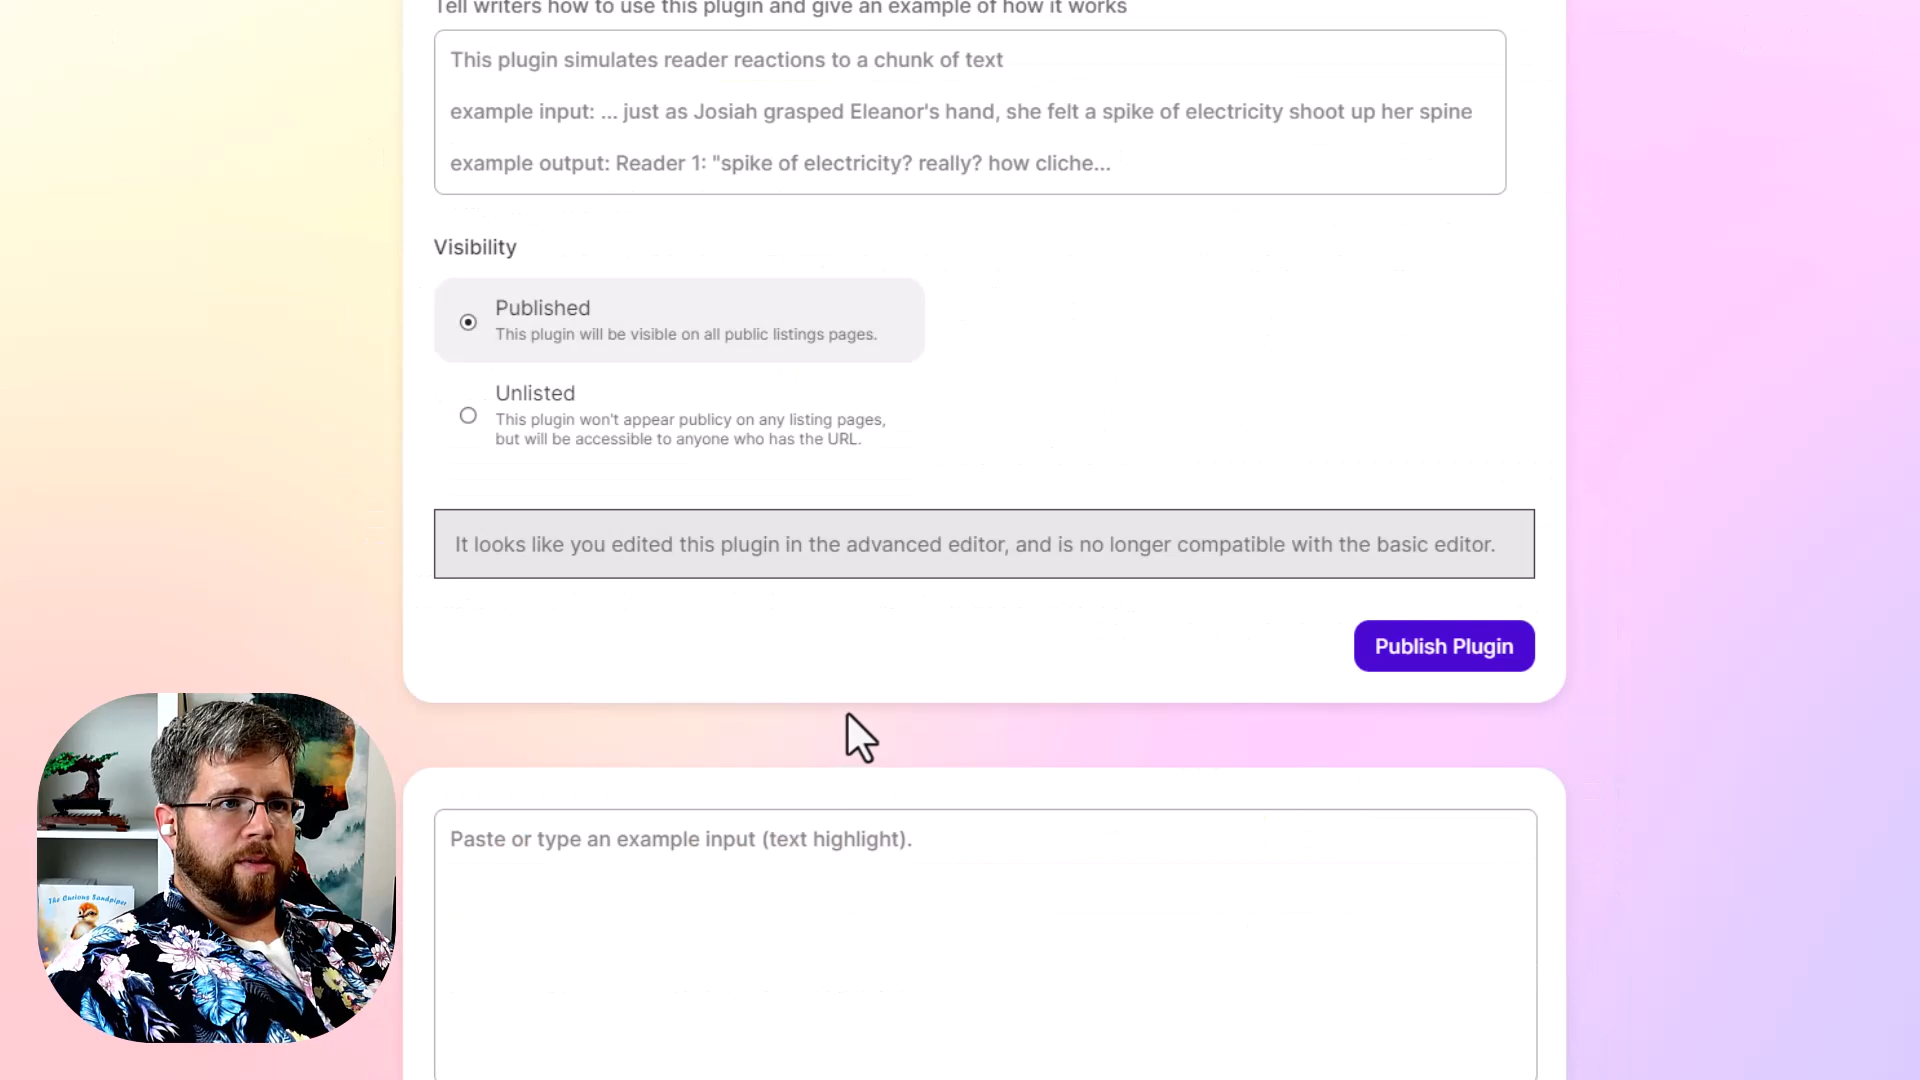 Tell writers how to use this plugin and give an example of how it works
This plugin simulates reader reactions to a chunk of text
example input: ... just as Josiah grasped Eleanor's hand, she felt a spike of electricity shoot up her spine
example output: Reader 1: "spike of electricity? really? how cliche...
Visibility
Published
This plugin will be visible on all public listings pages.
Unlisted
This plugin won't appear publicy on any listing pages,
but will be accessible to anyone who has the URL.
It looks like you edited this plugin in the advanced editor, and is no longer compatible with the basic editor.
Publish Plugin
Paste or type an example input (text highlight).
The Curious Sandpiper